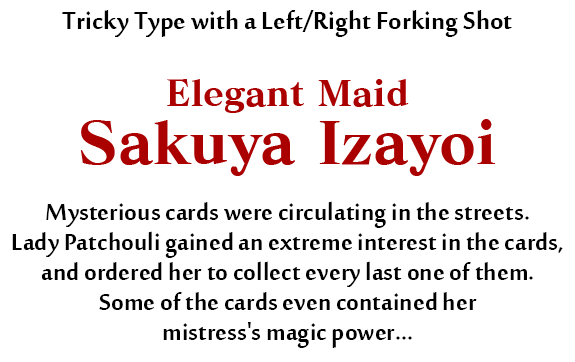 Tricky Type with a Left/Right Forking Shot
Elegant Maid
Sakuya Izayoi
Mysterious cards were circulating in the streets.
Lady Patchouli gained an extreme interest in the cards,
and ordered her to collect every last one of them.
Some of the cards even contained her
mistress's magic power...